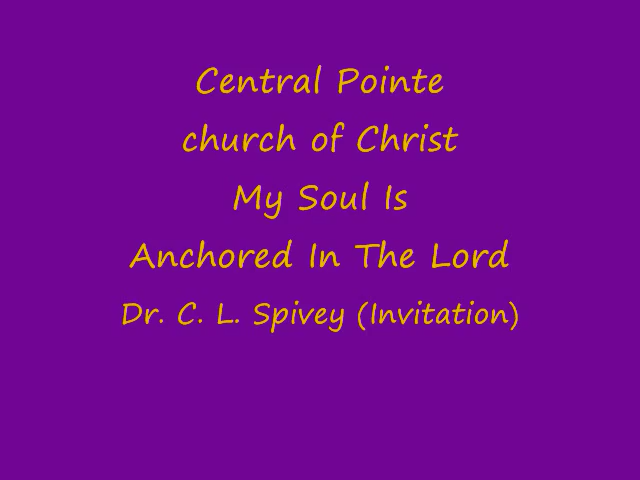 Central Pointe
church of Christ
My Soul Is
Anchored In The Lord
Dr. C. L. Spivey (Invitation)